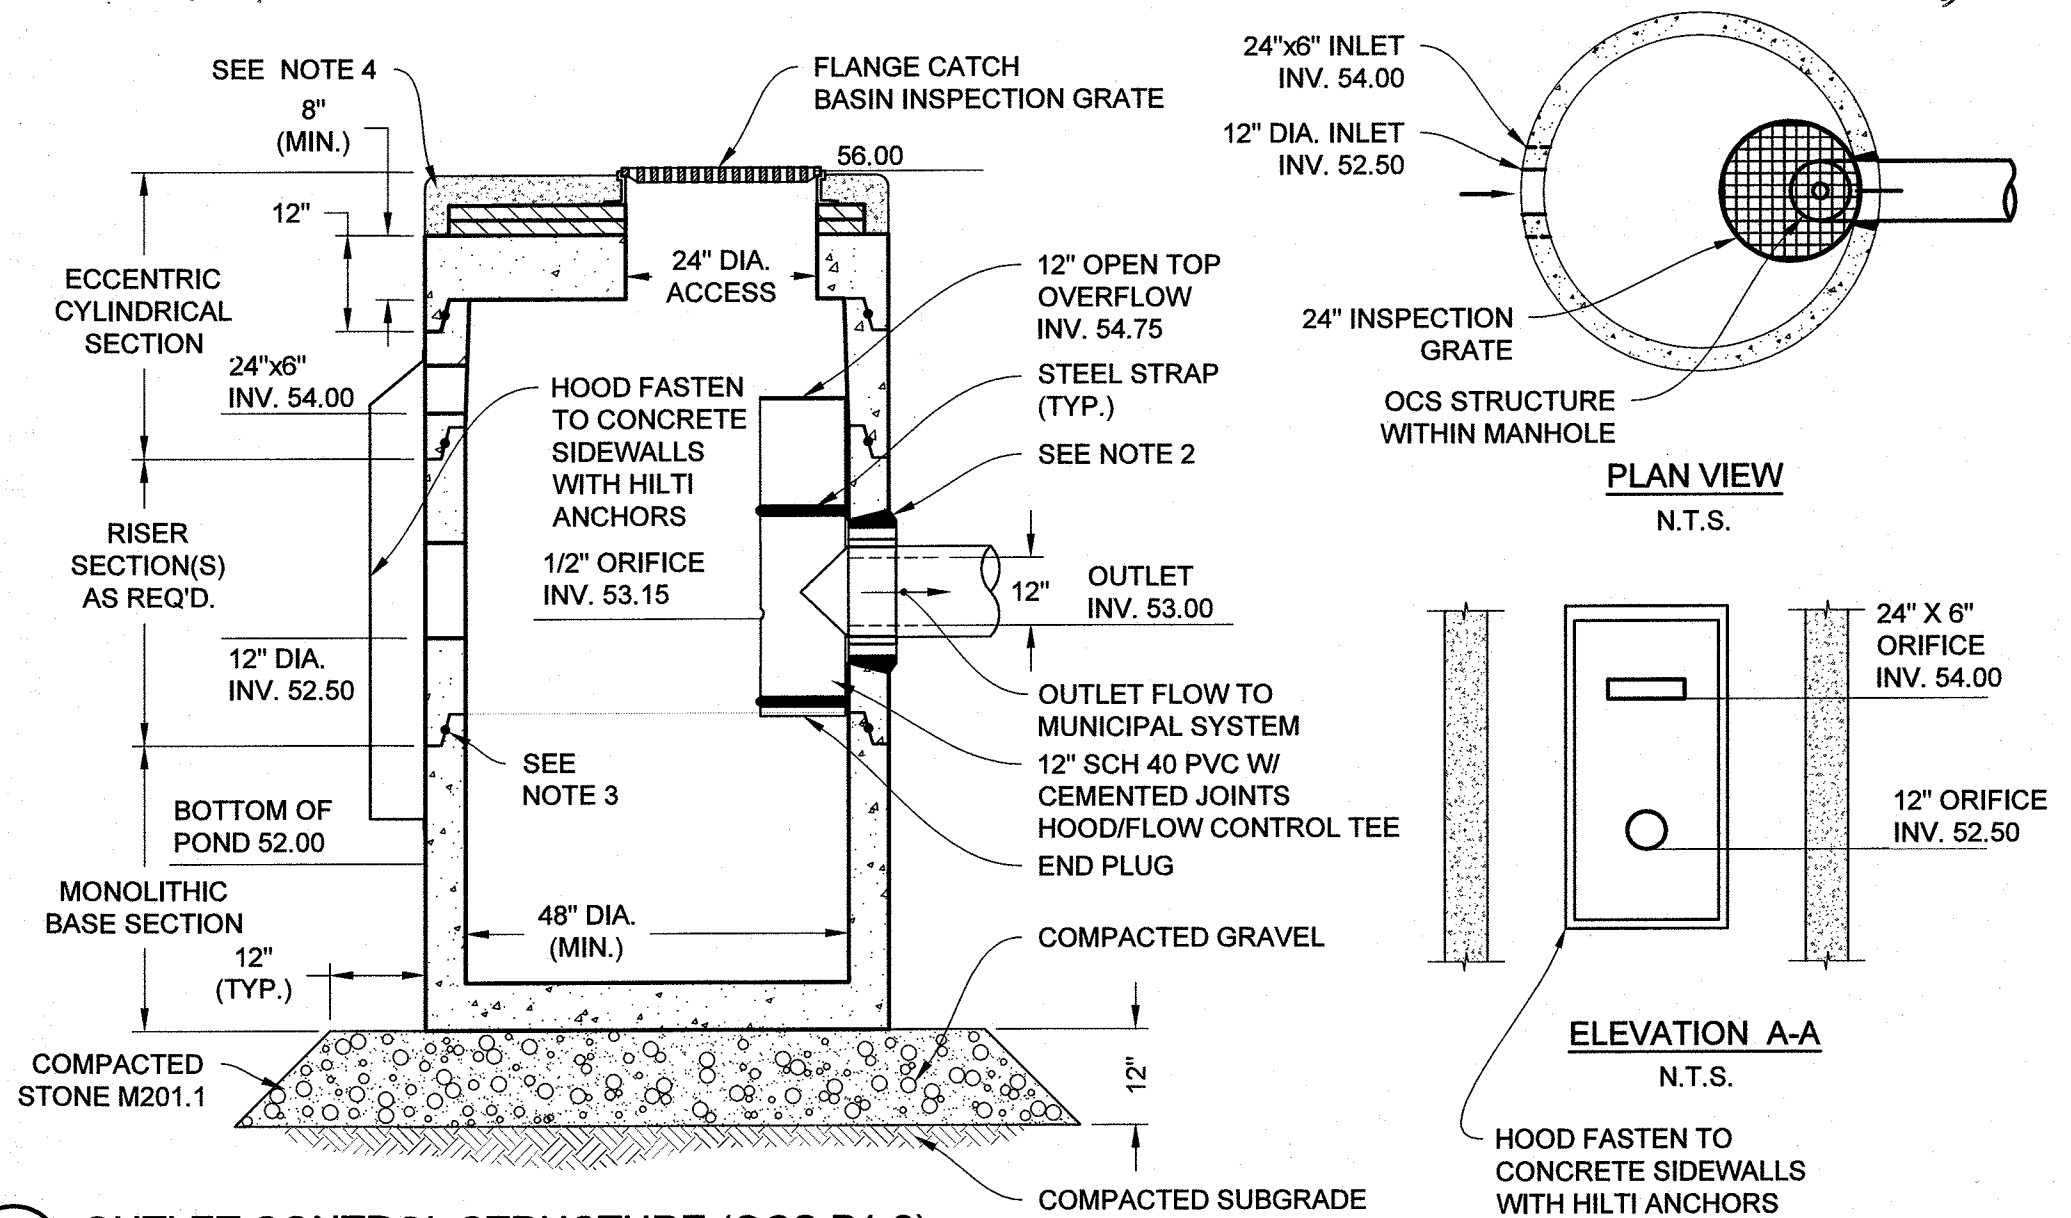 SEE NOTE 4
8"
(MIN.)
12"
FLANGE CATCH
BASIN INSPECTION GRATE
56.00
ECCENTRIC
CYLINDRICAL
SECTION
24" DIA.
ACCESS
12" OPEN TOP
OVERFLOW
INV. 54.75
24"x6"
INV. 54.00
HOOD FASTEN
TO CONCRETE
SIDEWALLS
WITH HILTI
ANCHORS
STEEL STRAP
(TYP.)
SEE NOTE 2
RISER
SECTION(S)
AS REQ'D.
1/2" ORIFICE
INV. 53.15
12"
OUTLET
INV. 53.00
12" DIA.
INV. 52.50
OUTLET FLOW TO
MUNICIPAL SYSTEM
SEE
NOTE 3
12" SCH 40 PVC W/
CEMENTED JOINTS
HOOD/FLOW CONTROL TEE
BOTTOM OF
POND 52.00
END PLUG
MONOLITHIC
BASE SECTION
48" DIA.
(MIN.)
12"
(TYP.)
COMPACTED GRAVEL
COMPACTED
STONE M201.1
12"
COMPACTED SUBGRADE
24"x6" INLET
INV. 54.00
12" DIA. INLET
INV. 52.50
24" INSPECTION
GRATE
OCS STRUCTURE
WITHIN MANHOLE
PLAN VIEW
N.T.S.
24" X 6"
ORIFICE
INV. 54.00
12" ORIFICE
INV. 52.50
ELEVATION A-A
N.T.S.
HOOD FASTEN TO
CONCRETE SIDEWALLS
WITH HILTI ANCHORS
OUTLET CONTROL STRUCTURE